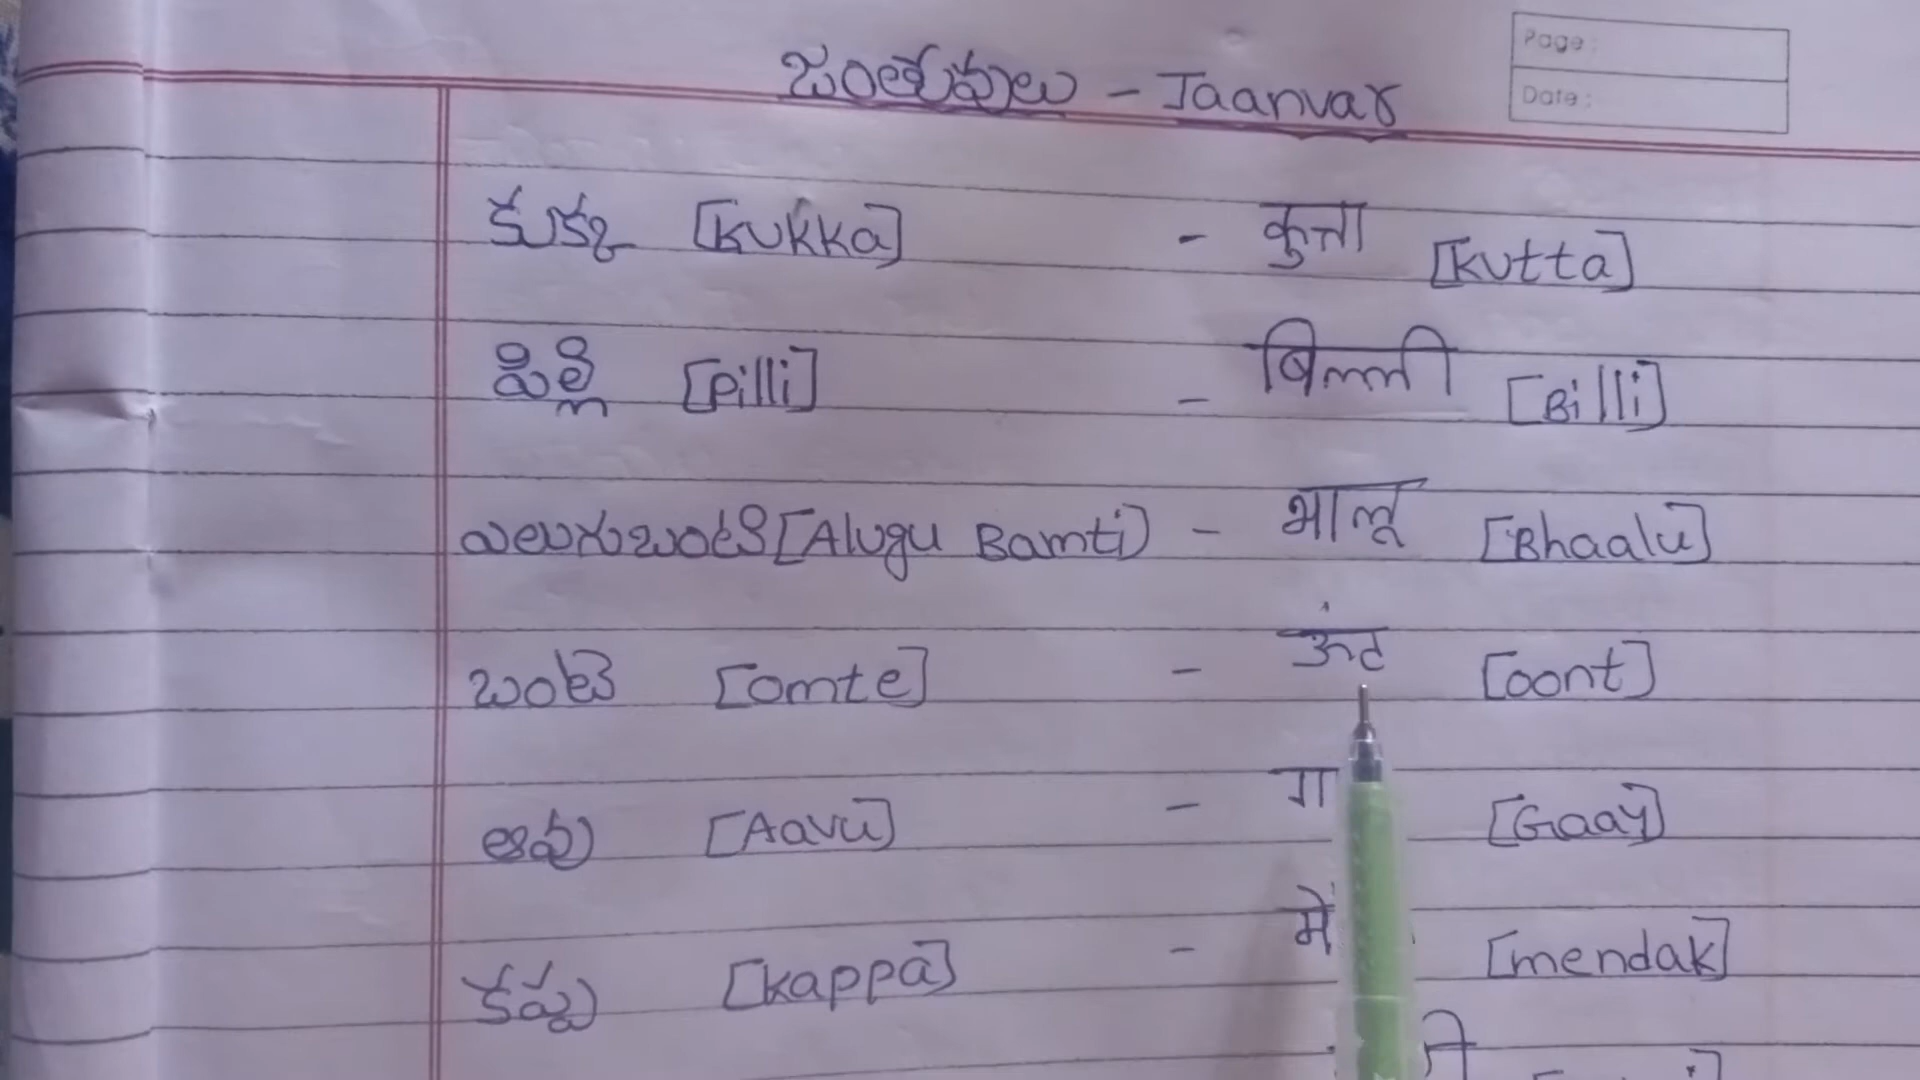 జంతువులు - Jaanvar
Page:
Date:
కుక్క [Kukka] - कुत्ता [Kutta]
పిల్లి [Pilli] - बिल्ली [Billi]
ఎలుగుబంటి [Alugu Bamti] - भालू [Bhaalu]
ఒంటె [Omte] - ऊंट [oont]
ఆవు [Aavu] - गा [Gaay]
కప్ప [Kappa] - में [mendak]